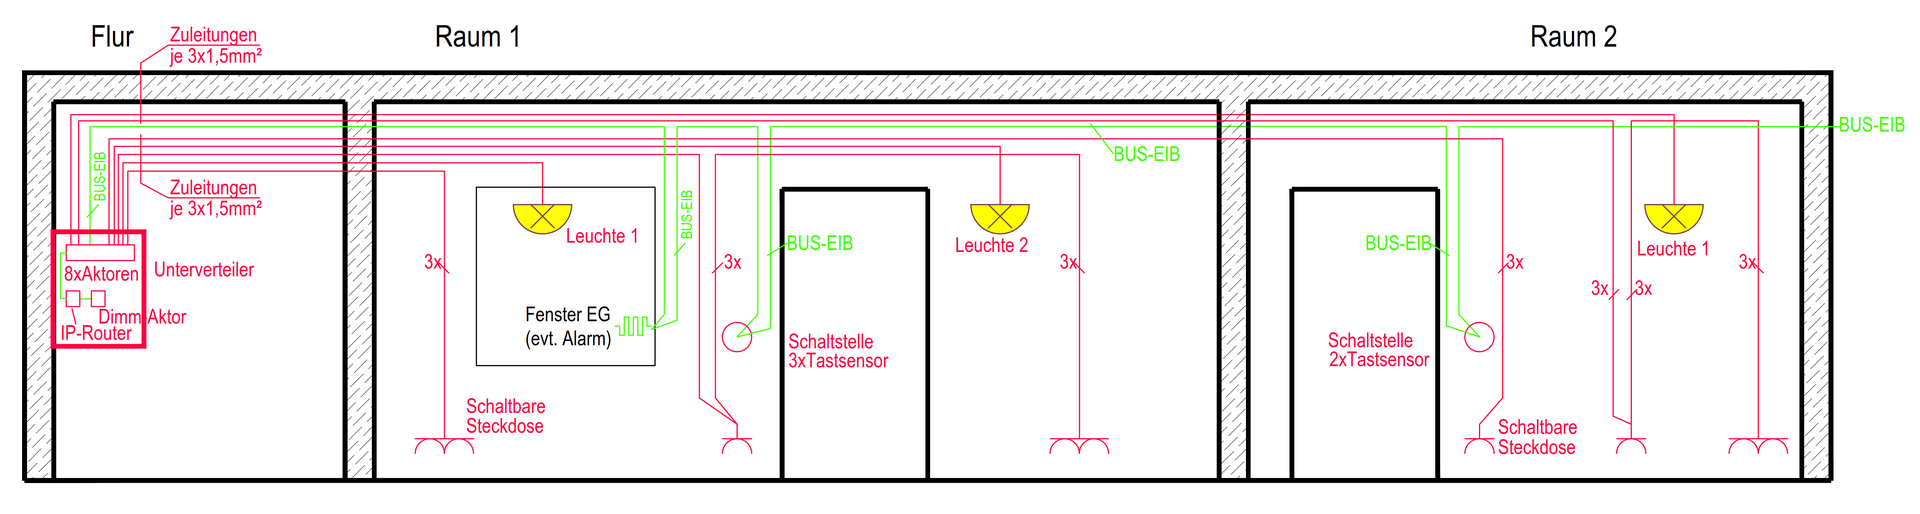 Flur
Raum 1
Raum 2
Zuleitungen
je 3x1,5mm²
BUS-EIB
BUS-EIB
BUS-EIB
Zuleitungen
je 3x1,5mm²
BUS-EIB
Leuchte 1
BUS-EIB
Leuchte 2
BUS-EIB
Leuchte 1
8xAktoren
Unterverteiler
3x
3x
3x
3x
3x
3x
3x
Dimm-Aktor
IP-Router
Fenster EG
(evt. Alarm)
Schaltstelle
3xTastsensor
Schaltstelle
2xTastsensor
Schaltbare
Steckdose
Schaltbare
Steckdose